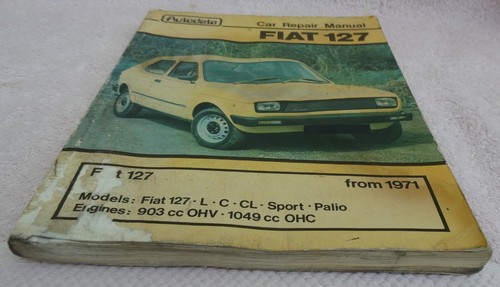 Autodata
Car Repair Manual
FIAT 127
F t 127
from 1971
Models: Fiat 127 · L · C · CL · Sport · Palio
Engines: 903 cc OHV · 1049 cc OHC